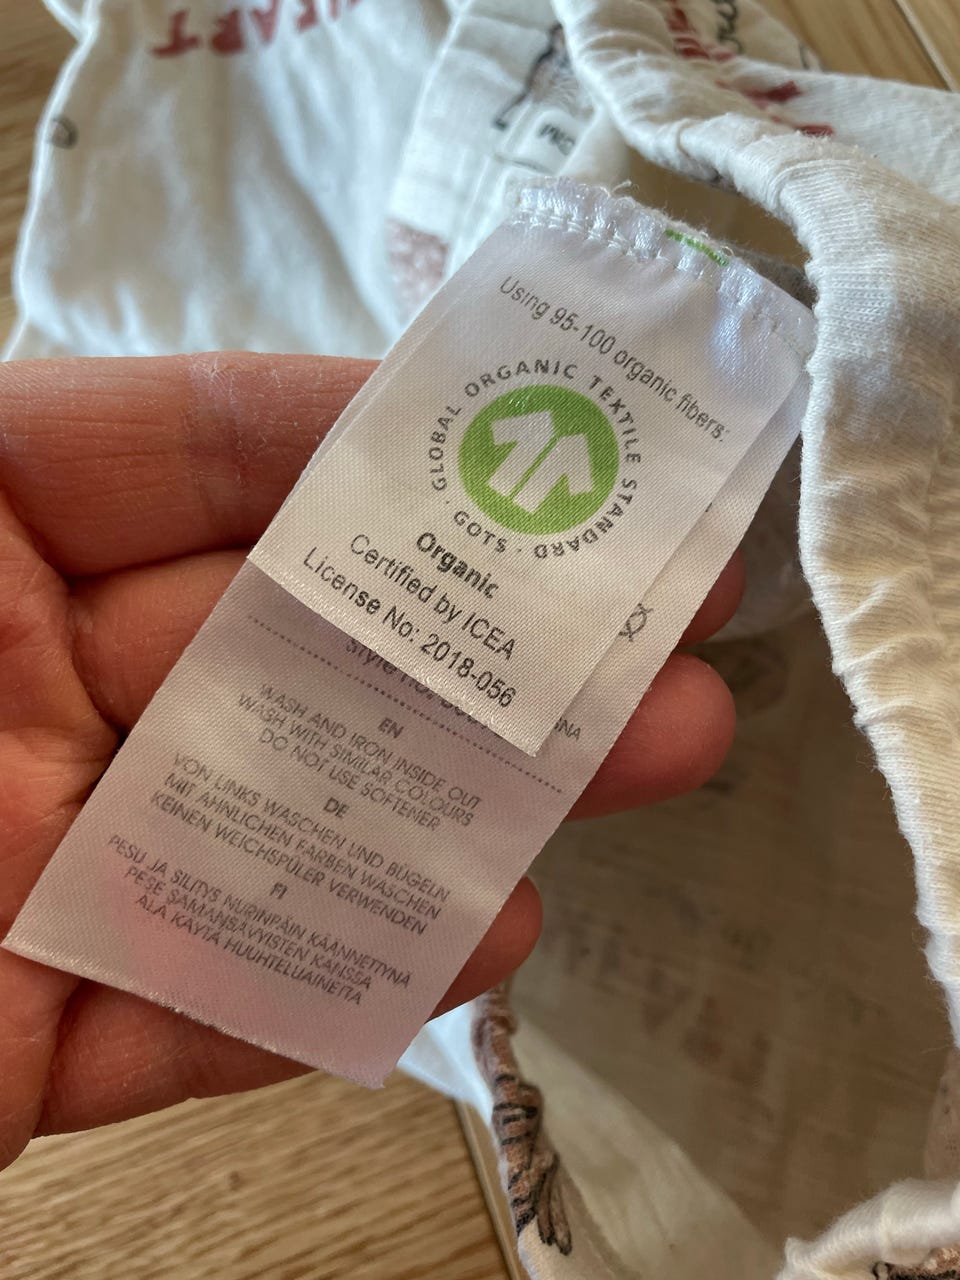 Using 95-100 organic fibers:
GLOBAL ORGANIC TEXTILE STANDARD · GOTS ·
Organic
Certified by ICEA
License No: 2018-056
Style no.
EN
WASH AND IRON INSIDE OUT
WASH WITH SIMILAR COLOURS
DO NOT USE SOFTENER
DE
VON LINKS WASCHEN UND BÜGELN
MIT ÄHNLICHEN FARBEN WASCHEN
KEINEN WEICHSPÜLER VERWENDEN
FI
PESU JA SILITYS NURINPÄIN KÄÄNNETTYNÄ
PESE SAMANSÄVYISTEN KANSSA
ÄLÄ KÄYTÄ HUUHTELUAINETTA